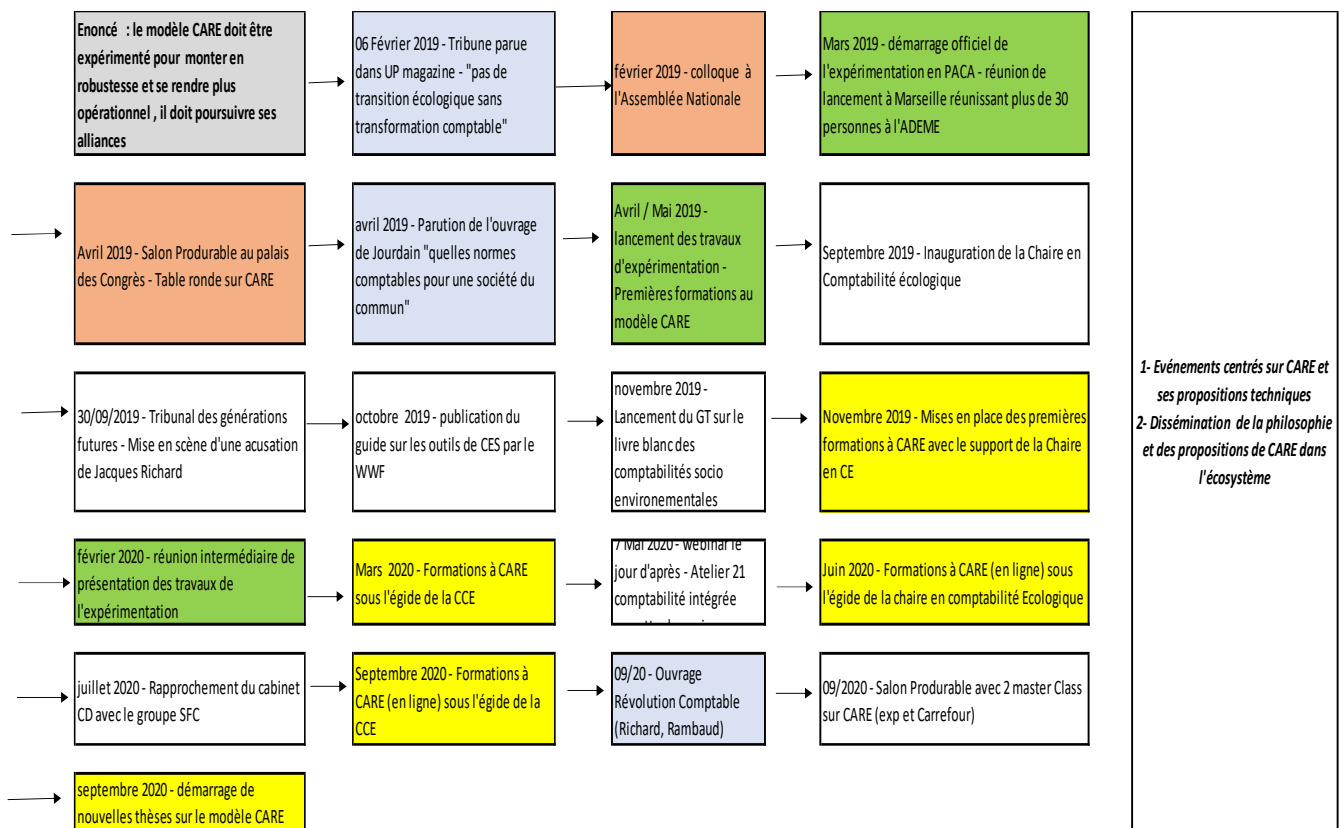 Enoncé : le modèle CARE doit être
expérimenté pour monter en
robustesse et se rendre plus
opérationnel , il doit poursuivre ses
alliances
06 Février 2019 - Tribune parue
dans UP magazine - "pas de
transition écologique sans
transformation comptable"
février 2019 - colloque à
l'Assemblée Nationale
Mars 2019 - démarrage officiel de
l'expérimentation en PACA - réunion de
lancement à Marseille réunissant plus de 30
personnes à l'ADEME
Avril 2019 - Salon Produrable au palais
des Congrès - Table ronde sur CARE
avril 2019 - Parution de l'ouvrage
de Jourdain "quelles normes
comptables pour une société du
commun"
Avril / Mai 2019 -
lancement des travaux
d'expérimentation -
Premières formations au
modèle CARE
Septembre 2019 - Inauguration de la Chaire en
Comptabilité écologique
30/09/2019 - Tribunal des générations
futures - Mise en scène d'une acusation
de Jacques Richard
octobre 2019 - publication du
guide sur les outils de CES par le
WWF
novembre 2019 -
Lancement du GT sur le
livre blanc des
comptabilités socio
environementales
Novembre 2019 - Mises en place des premières
formations à CARE avec le support de la Chaire
en CE
février 2020 - réunion intermédiaire de
présentation des travaux de
l'expérimentation
Mars 2020 - Formations à CARE
sous l'égide de la CCE
7 Mai 2020 - webinar le
jour d'après - Atelier 21
comptabilité intégrée
Juin 2020 - Formations à CARE (en ligne) sous
l'égide de la chaire en comptabilité Ecologique
juillet 2020 - Rapprochement du cabinet
CD avec le groupe SFC
Septembre 2020 - Formations à
CARE (en ligne) sous l'égide de la
CCE
09/20 - Ouvrage
Révolution Comptable
(Richard, Rambaud)
09/2020 - Salon Produrable avec 2 master Class
sur CARE (exp et Carrefour)
septembre 2020 - démarrage de
nouvelles thèses sur le modèle CARE
1- Evénements centrés sur CARE et
ses propositions techniques
2- Dissémination de la philosophie
et des propositions de CARE dans
l'écosystème